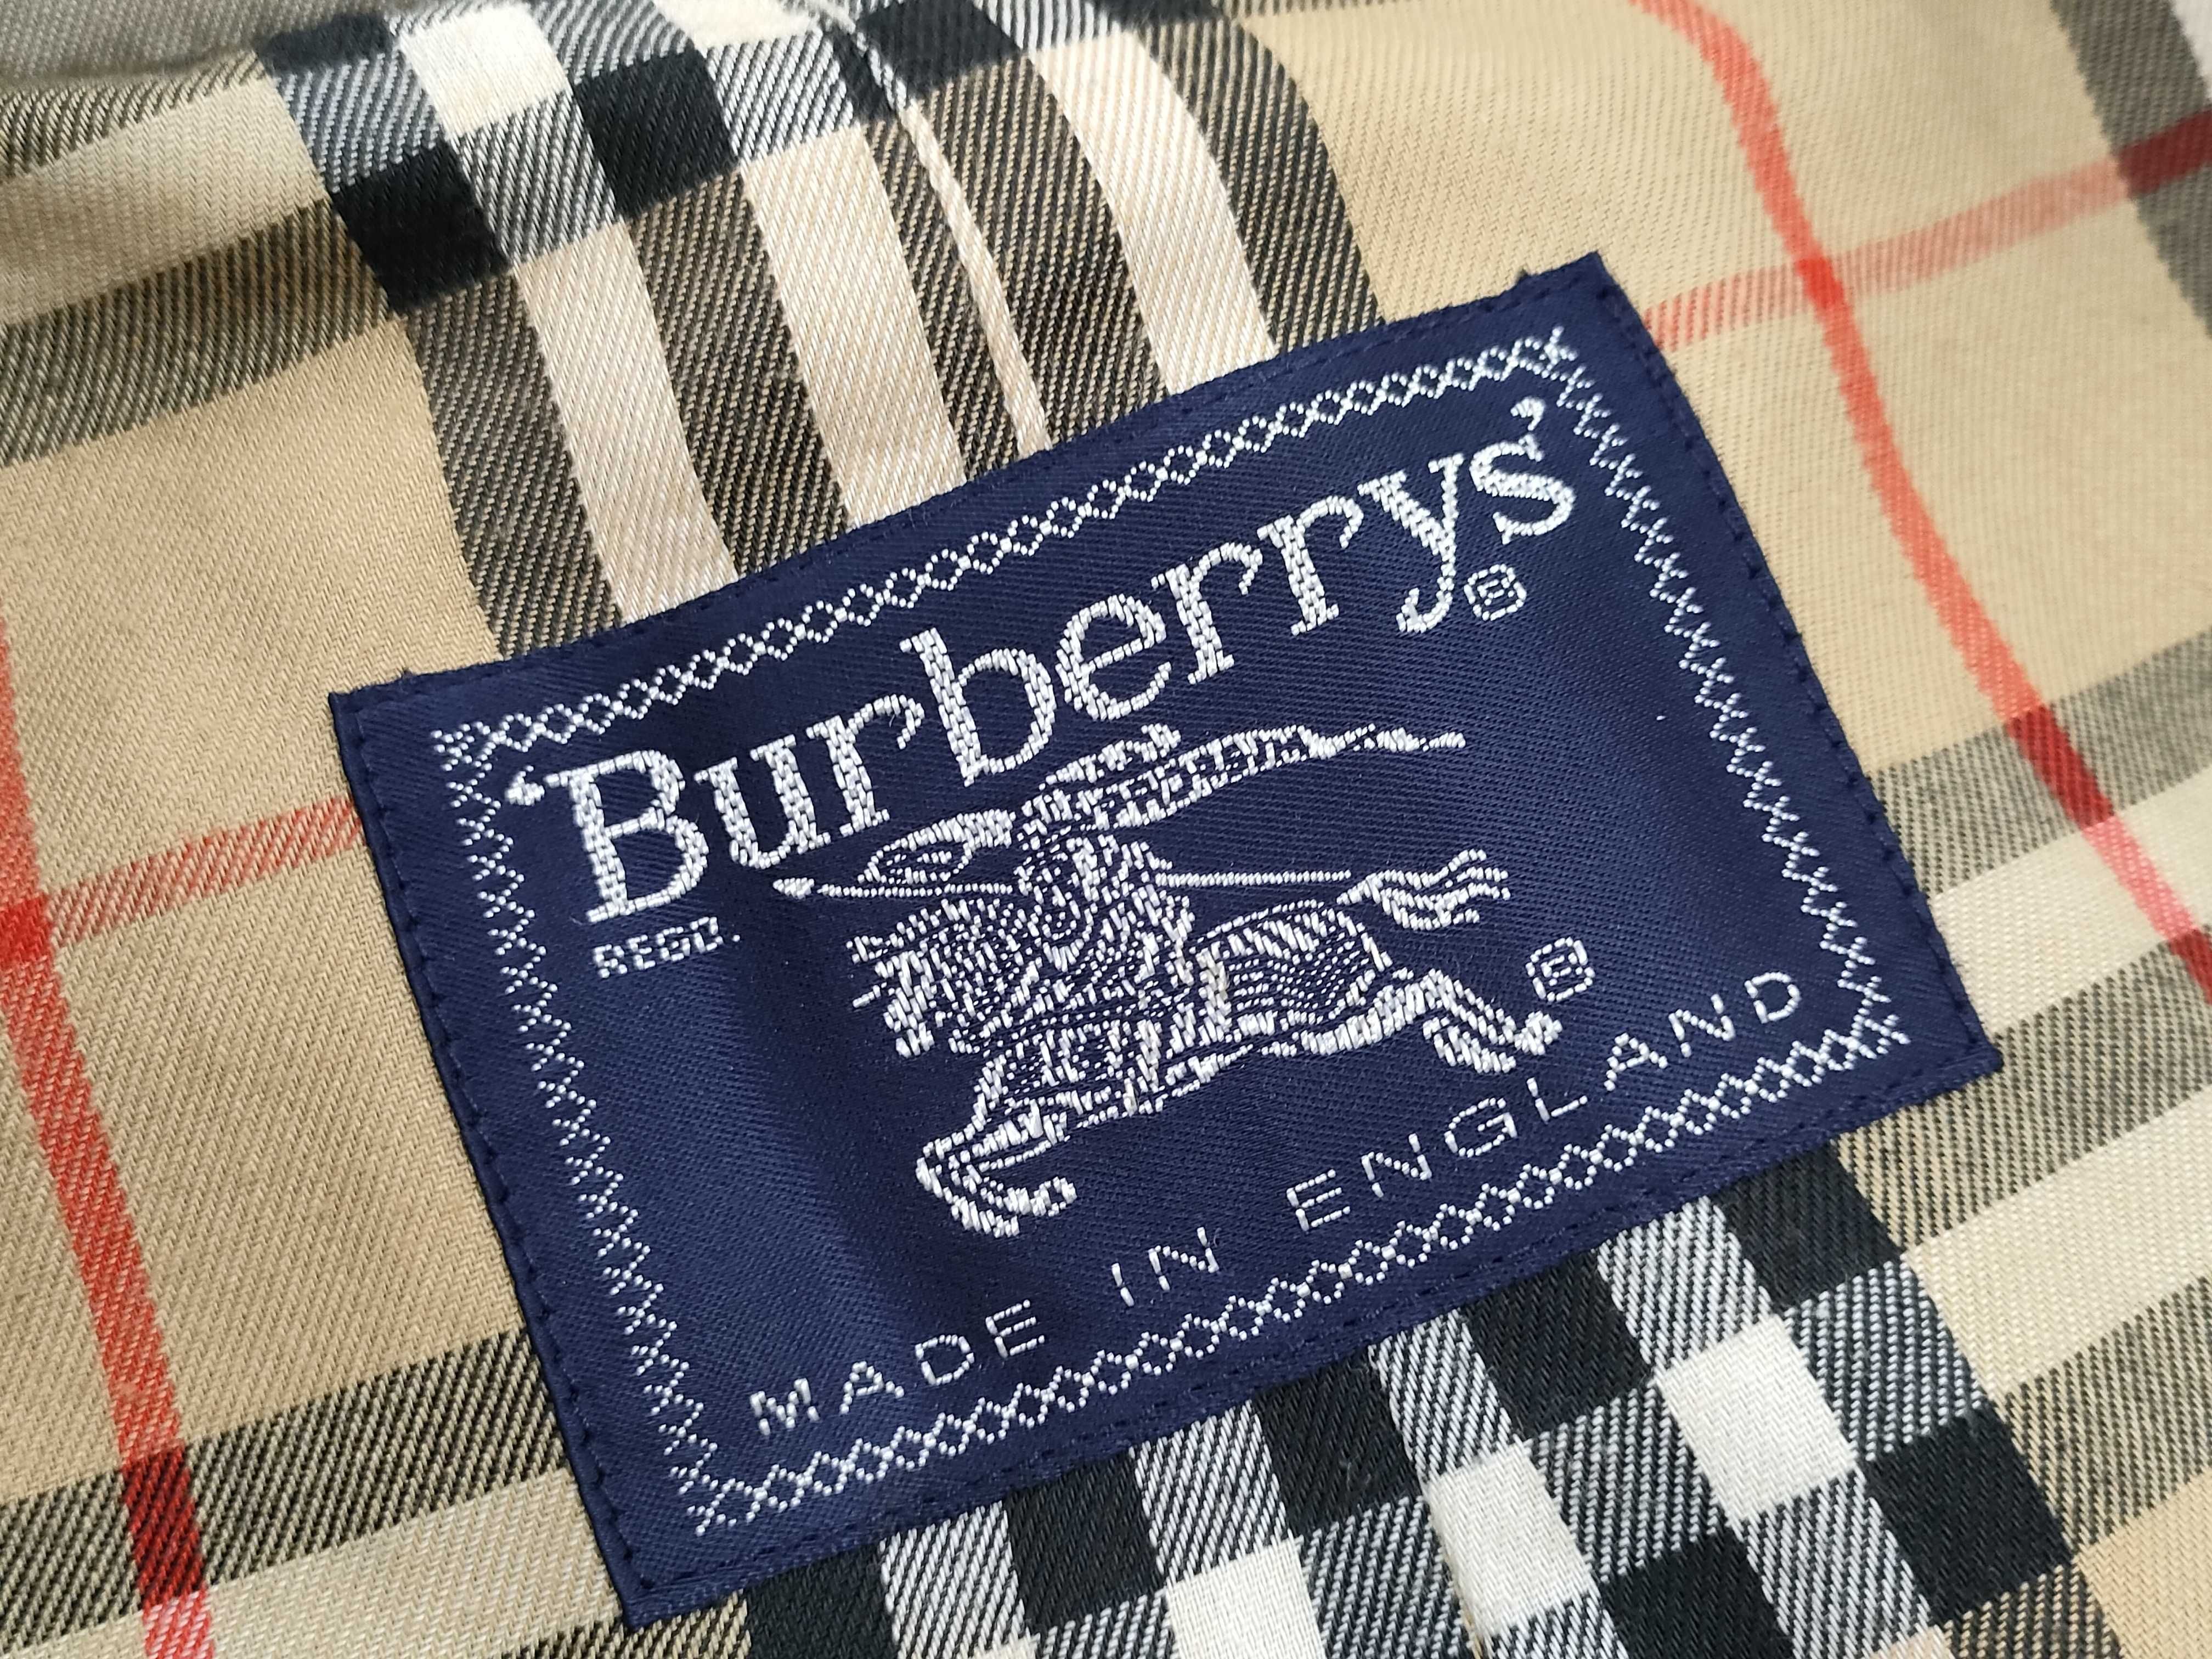 ‘Burberrys’®
REGD.
®
MADE IN ENGLAND